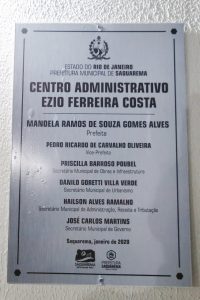 ESTADO DO RIO DE JANEIRO
PREFEITURA MUNICIPAL DE SAQUAREMA
CENTRO ADMINISTRATIVO
EZIO FERREIRA COSTA
MANOELA RAMOS DE SOUZA GOMES ALVES
Prefeita
PEDRO RICARDO DE CARVALHO OLIVEIRA
Vice-Prefeito
PRISCILLA BARROSO POUBEL
Secretária Municipal de Obras e Infraestrutura
DANILO GORETTI VILLA VERDE
Secretário Municipal de Urbanismo
HAILSON ALVES RAMALHO
Secretário Municipal de Administração, Receita e Tributação
JOSÉ CARLOS MARTINS
Secretário Municipal de Governo
Saquarema, janeiro de 2020
PREFEITURA
SAQUAREMA